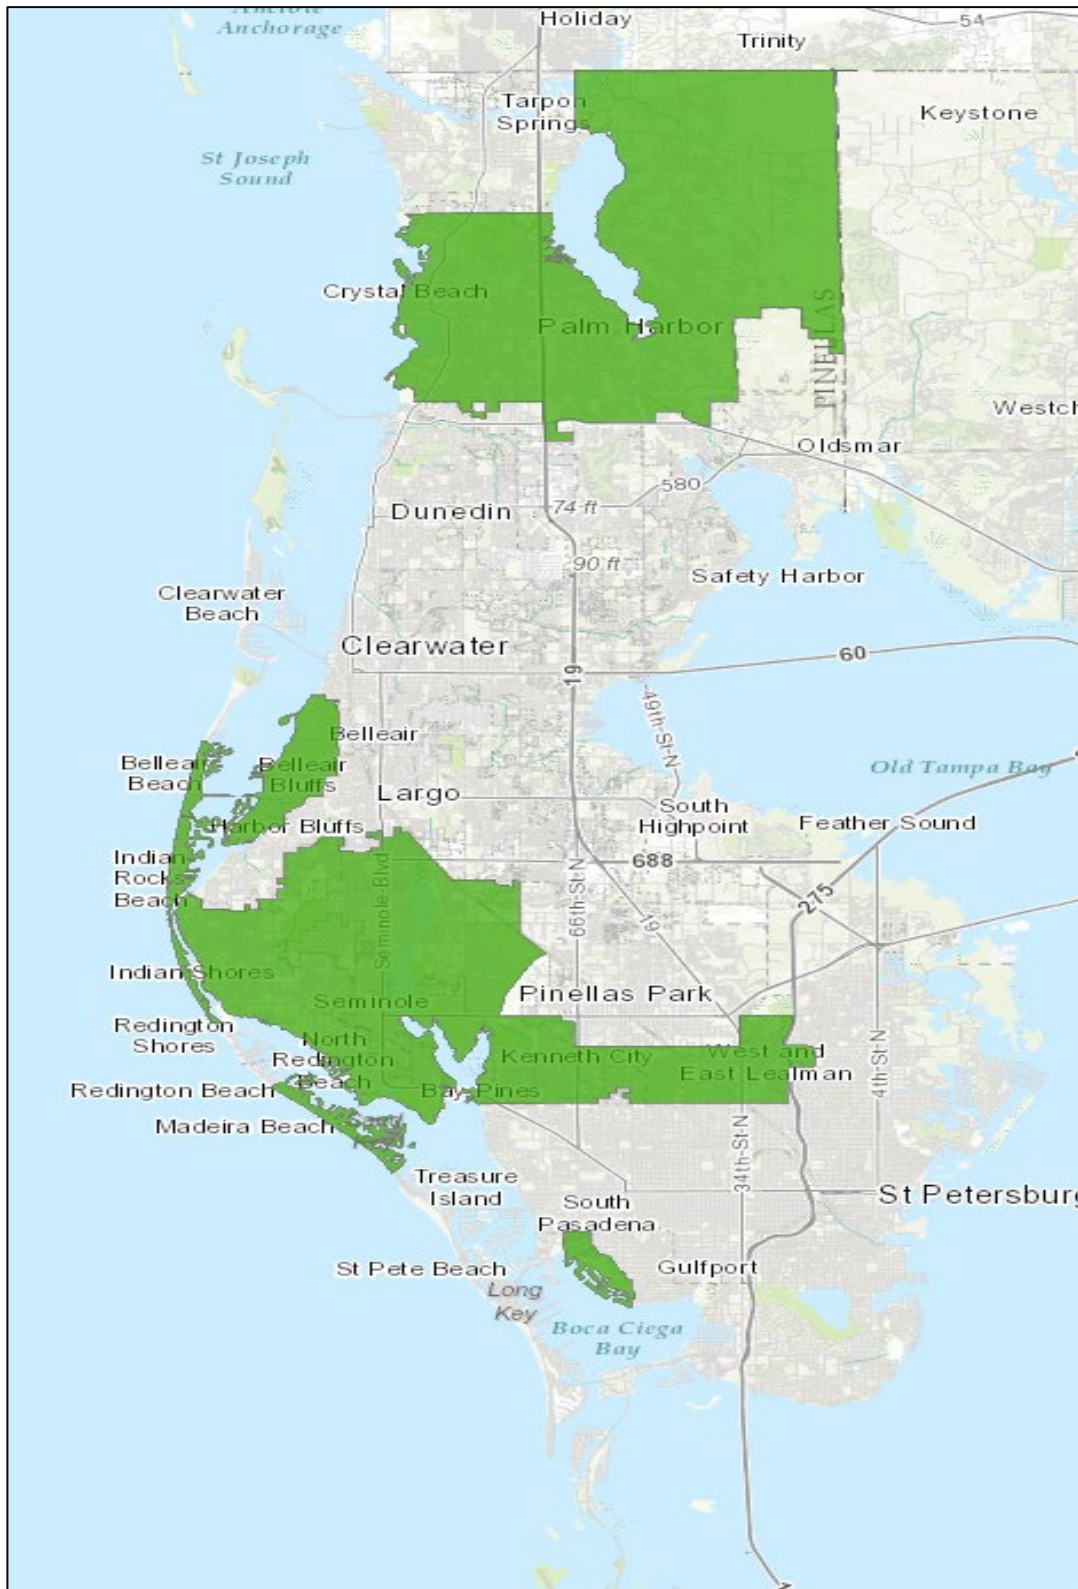 Anclote
Anchorage
Holiday
54
Trinity
Tarpon
Springs
Keystone
St Joseph
Sound
Crystal Beach
Palm Harbor
PINELLAS
Westch
Oldsmar
580
Dunedin
74 ft
90 ft
Safety Harbor
Clearwater
Beach
Clearwater
60
19
49th-St-N
Belleair
Belleair
Beach
Belleair
Bluffs
Old Tampa Bay
Largo
South
Highpoint
Feather Sound
Harbor Bluffs
Indian
Rocks
Beach
688
275
Seminole Blvd
66th-St-N
19
Indian Shores
Seminole
Pinellas Park
Redington
Shores
North
Redington
Beach
Kenneth City
West and
East Lealman
4th-St-N
Redington Beach
Bay Pines
Madeira Beach
34th-St-N
Treasure
Island
South
Pasadena
St Petersburg
St Pete Beach
Gulfport
Long
Key
Boca Ciega
Bay